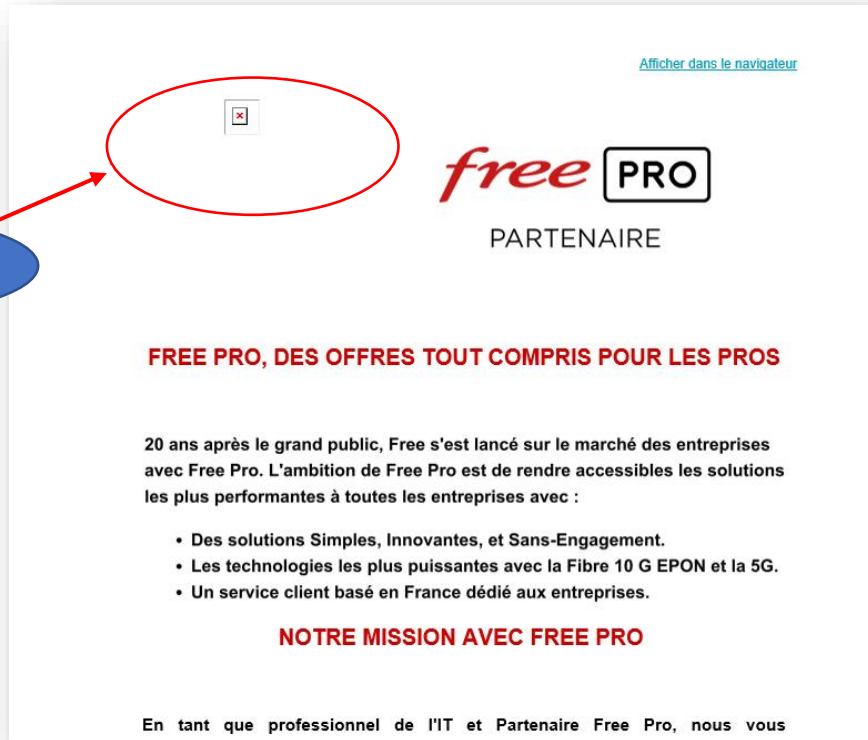 Afficher dans le navigateur
free PRO
PARTENAIRE
FREE PRO, DES OFFRES TOUT COMPRIS POUR LES PROS
20 ans après le grand public, Free s'est lancé sur le marché des entreprises
avec Free Pro. L'ambition de Free Pro est de rendre accessibles les solutions
les plus performantes à toutes les entreprises avec :
• Des solutions Simples, Innovantes, et Sans-Engagement.
• Les technologies les plus puissantes avec la Fibre 10 G EPON et la 5G.
• Un service client basé en France dédié aux entreprises.
NOTRE MISSION AVEC FREE PRO
En tant que professionnel de l'IT et Partenaire Free Pro, nous vous